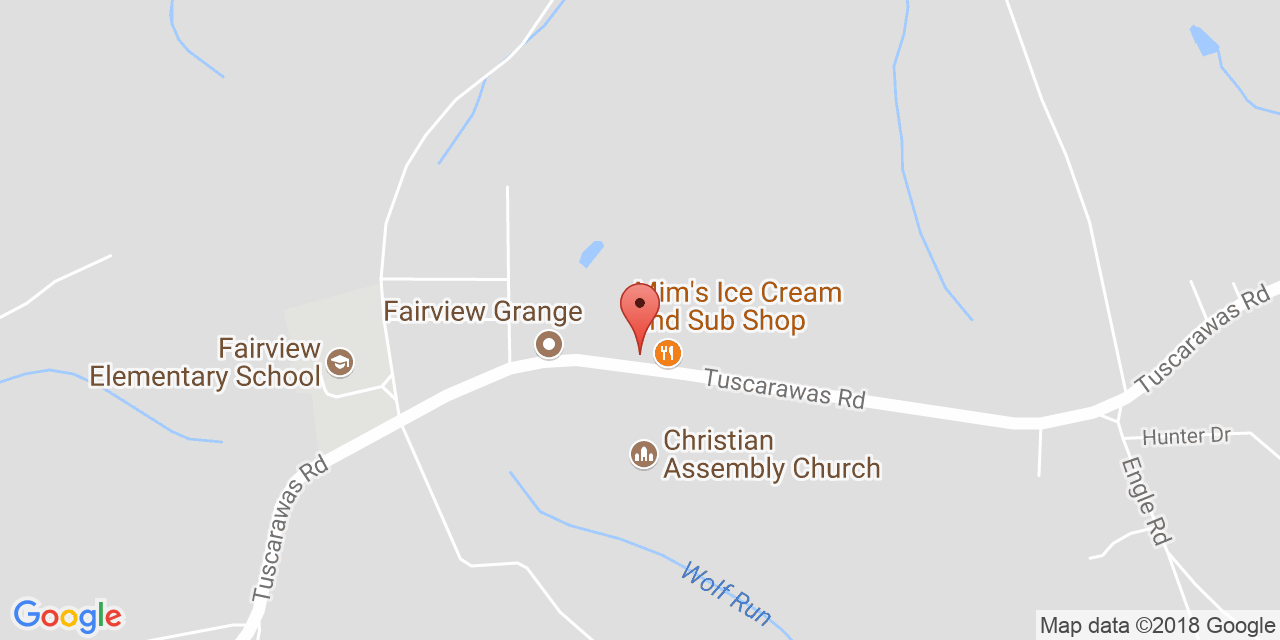 Mim's Ice Cream
nd Sub Shop
Fairview Grange
Fairview
Elementary School
Tuscarawas Rd
Tuscarawas Rd
Hunter Dr
Christian
Assembly Church
Engle Rd
Tuscarawas Rd
Wolf Run
Google
Map data ©2018 Google